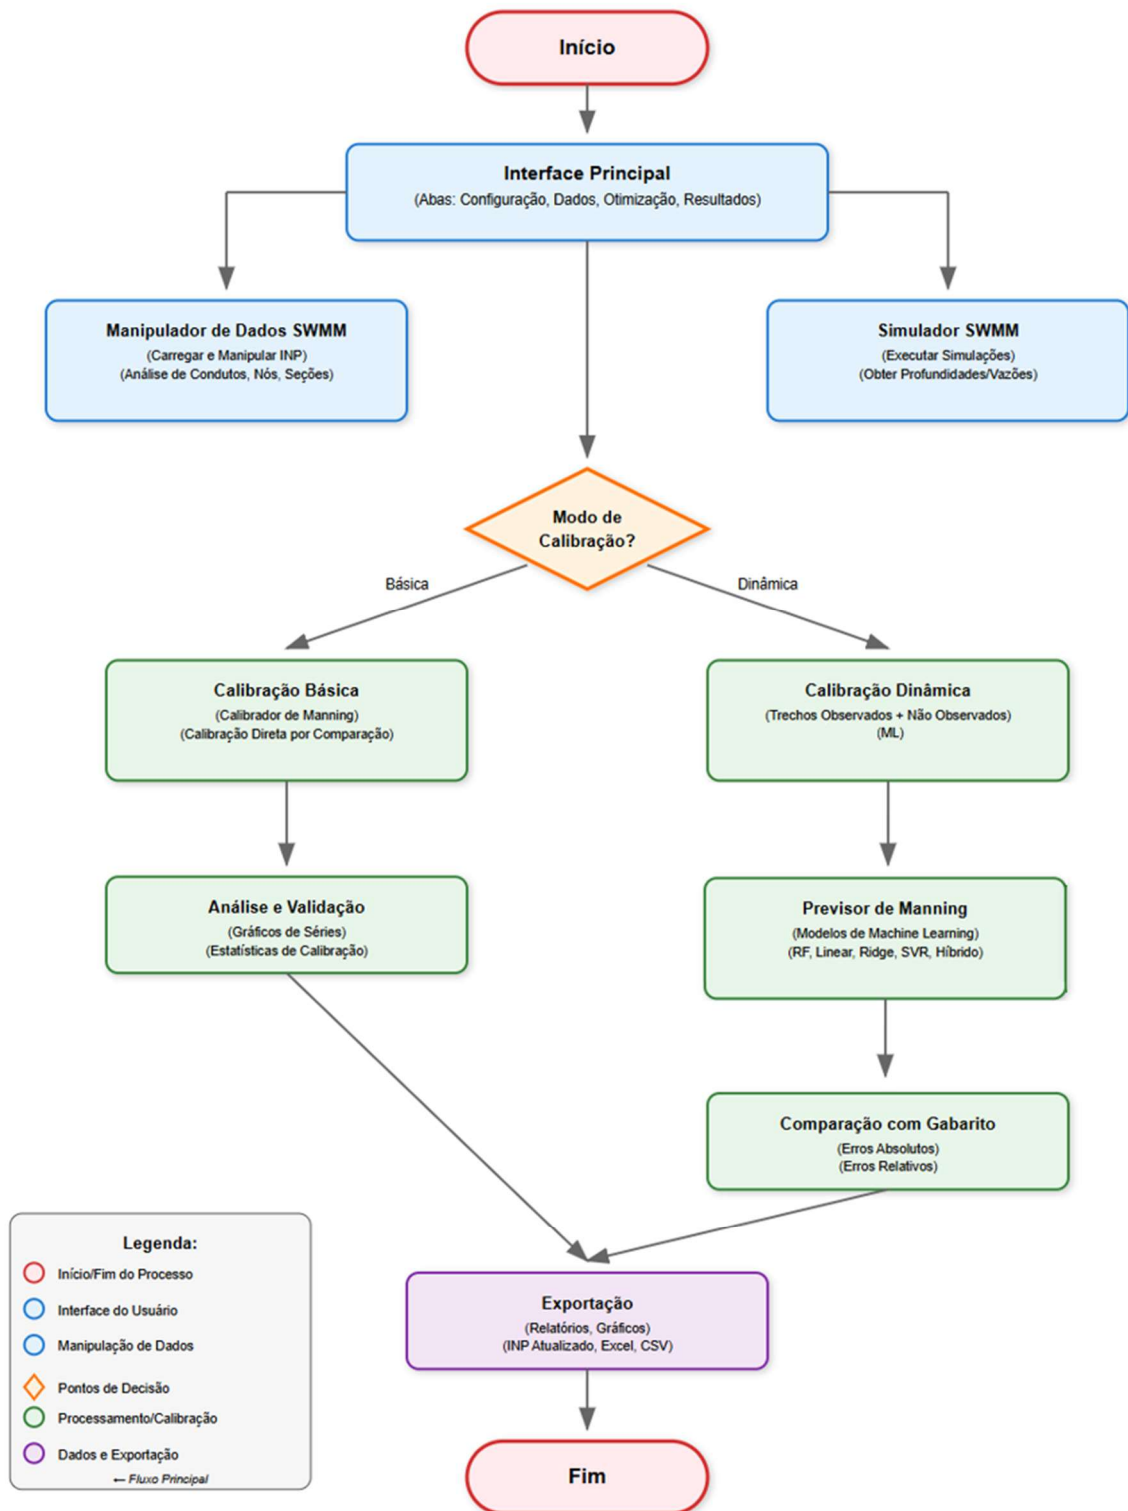 Início
Interface Principal
(Abas: Configuração, Dados, Otimização, Resultados)
Manipulador de Dados SWMM
(Carregar e Manipular INP)
(Análise de Condutos, Nós, Seções)
Simulador SWMM
(Executar Simulações)
(Obter Profundidades/Vazões)
Modo de
Calibração?
Básica
Dinâmica
Calibração Básica
(Calibrador de Manning)
(Calibração Direta por Comparação)
Calibração Dinâmica
(Trechos Observados + Não Observados)
(ML)
Análise e Validação
(Gráficos de Séries)
(Estatísticas de Calibração)
Previsor de Manning
(Modelos de Machine Learning)
(RF, Linear, Ridge, SVR, Híbrido)
Comparação com Gabarito
(Erros Absolutos)
(Erros Relativos)
Legenda:
Início/Fim do Processo
Interface do Usuário
Manipulação de Dados
Pontos de Decisão
Processamento/Calibração
Dados e Exportação
← Fluxo Principal
Exportação
(Relatórios, Gráficos)
(INP Atualizado, Excel, CSV)
Fim